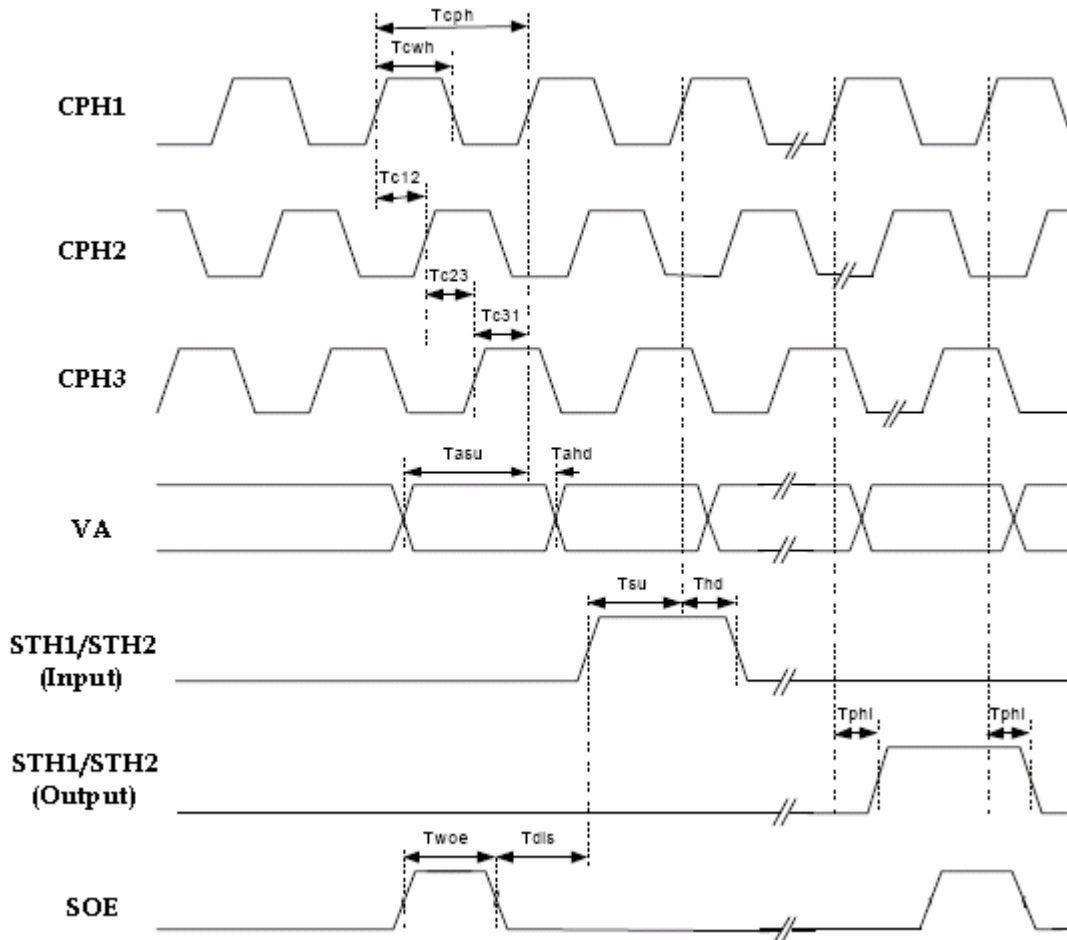 Tcph
Tcwh
CPH1
Tc12
CPH2
Tc23
Tc31
CPH3
Tasu
Tahd
VA
Tsu
Thd
STH1/STH2
(Input)
Tphl
Tphl
STH1/STH2
(Output)
Twoe
Tdls
SOE